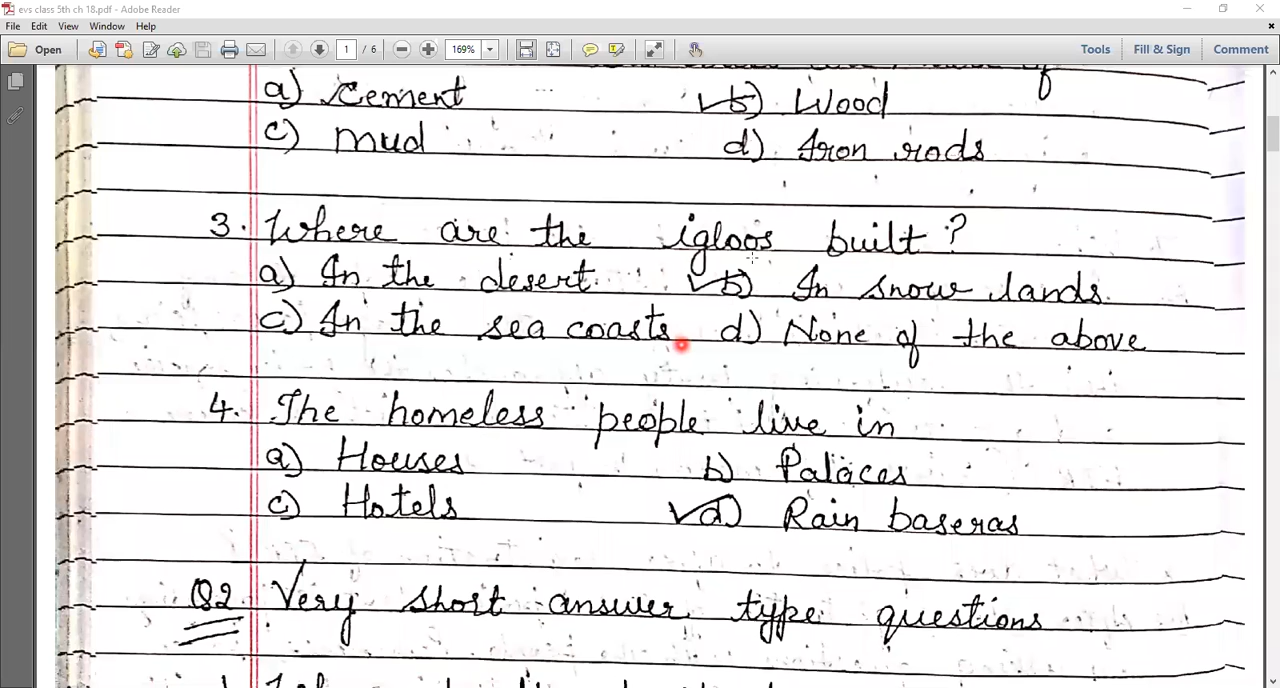 evs class 5th ch 18.pdf - Adobe Reader
File Edit View Window Help
Open 1 / 6 169% Tools Fill & Sign Comment
of
a) Cement b) Wood
c) Mud d) Iron rods
3. Where are the igloos built ?
a) In the desert. b) In snow lands.
c) In the sea coasts. d) None of the above
4. The homeless people live in
a) Houses b) Palaces
c) Hotels d) Rain baseras
Q2 Very short answer type questions